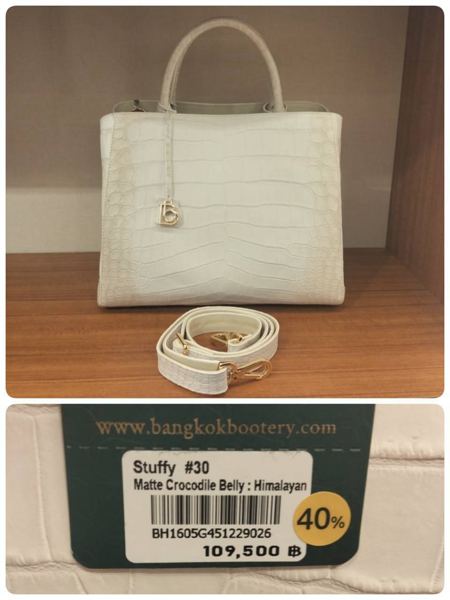 B
www.bangkokbootery.com
Stuffy #30
Matte Crocodile Belly : Himalayan
BH1605G451229026
40%
109,500 ฿